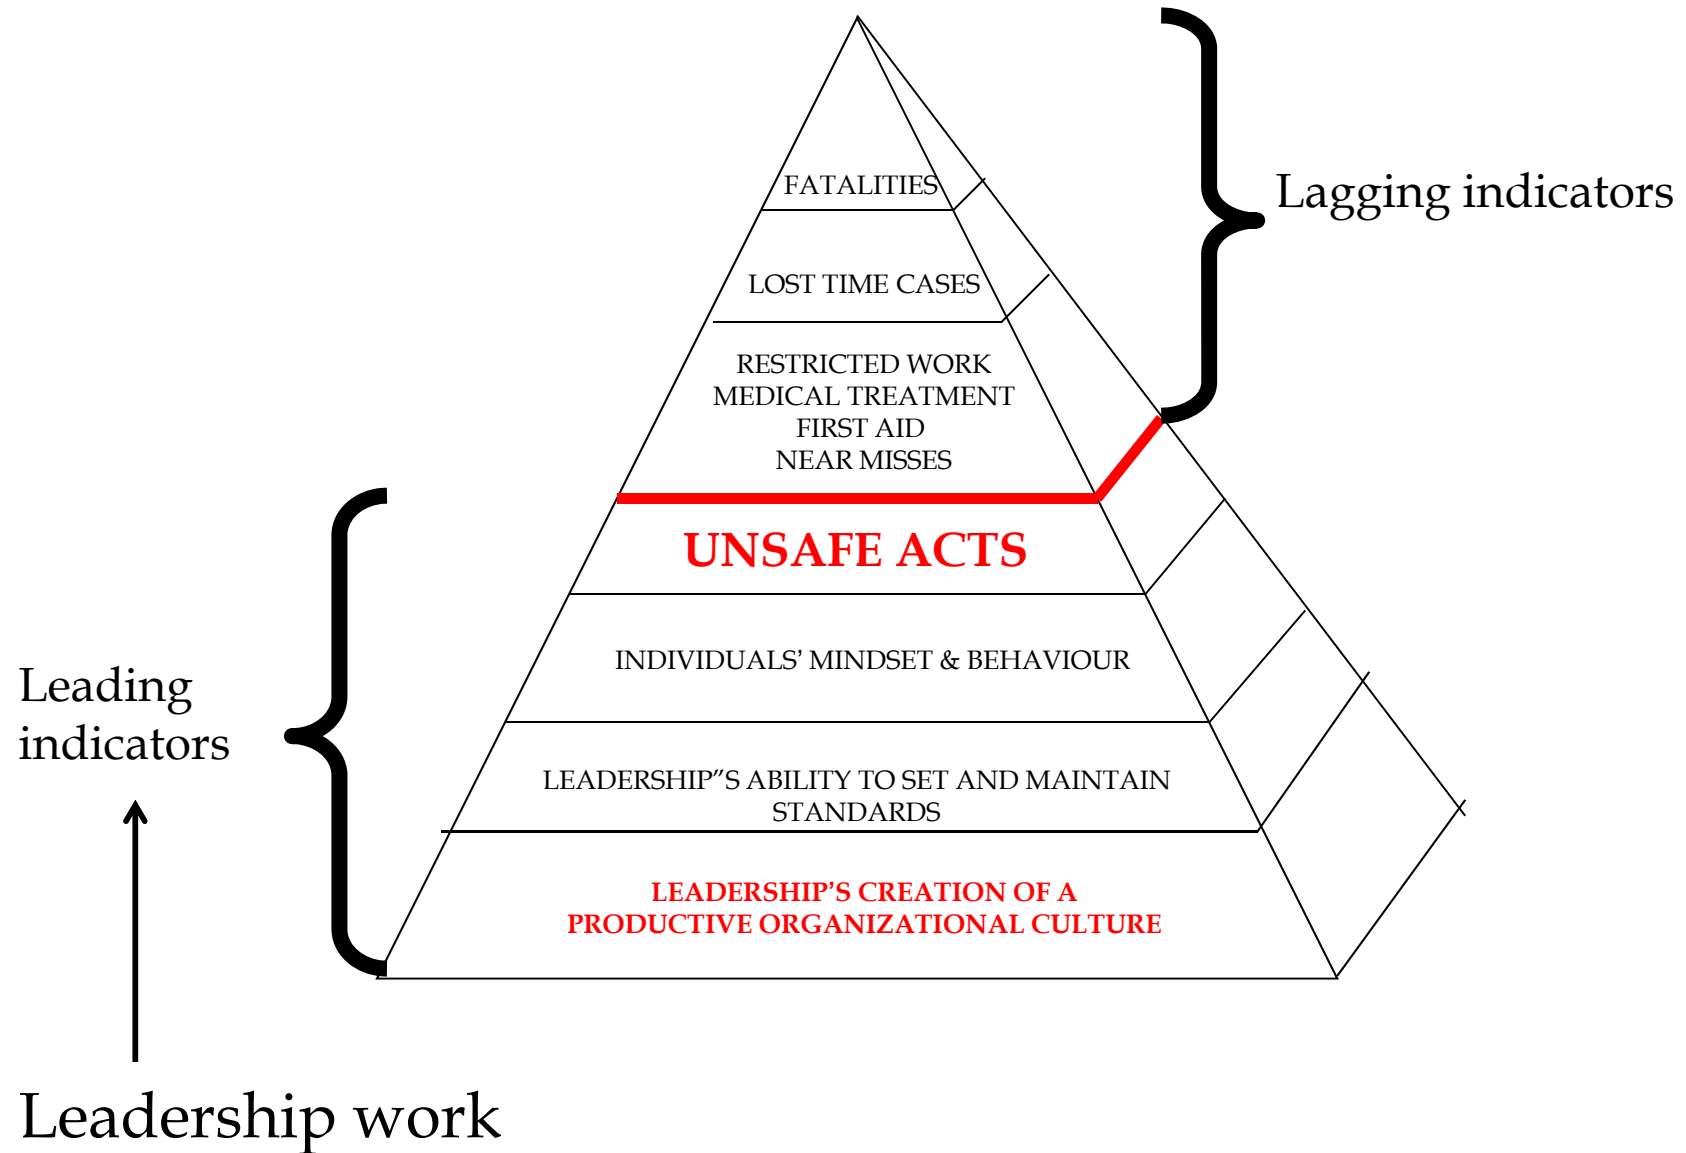 FATALITIES
Lagging indicators
LOST TIME CASES
RESTRICTED WORK
MEDICAL TREATMENT
FIRST AID
NEAR MISSES
UNSAFE ACTS
INDIVIDUALS’ MINDSET & BEHAVIOUR
Leading
indicators
LEADERSHIP”S ABILITY TO SET AND MAINTAIN
STANDARDS
LEADERSHIP’S CREATION OF A
PRODUCTIVE ORGANIZATIONAL CULTURE
Leadership work